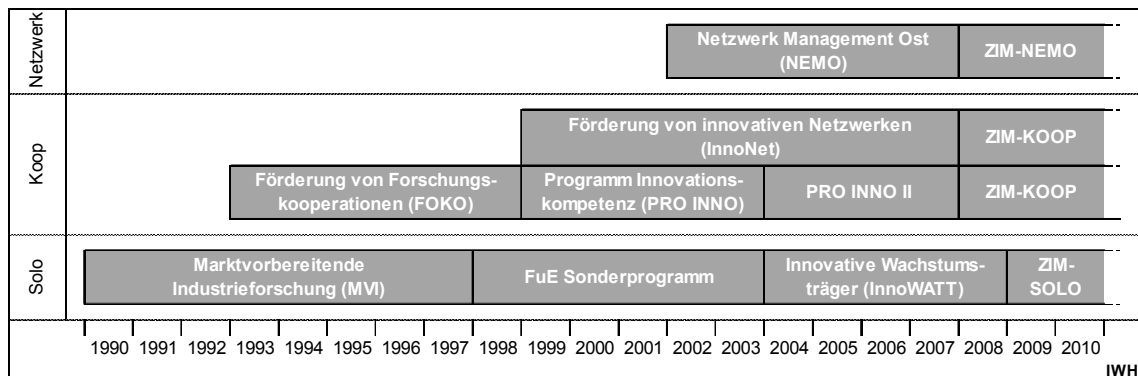 Netzwerk
Netzwerk Management Ost
(NEMO)
ZIM-NEMO
Koop
Förderung von innovativen Netzwerken
(InnoNet)
ZIM-KOOP
Förderung von Forschungs-
kooperationen (FOKO)
Programm Innovations-
kompetenz (PRO INNO)
PRO INNO II
ZIM-KOOP
Solo
Marktvorbereitende
Industrieforschung (MVI)
FuE Sonderprogramm
Innovative Wachstums-
träger (InnoWATT)
ZIM-
SOLO
1990 1991 1992 1993 1994 1995 1996 1997 1998 1999 2000 2001 2002 2003 2004 2005 2006 2007 2008 2009 2010
IWH